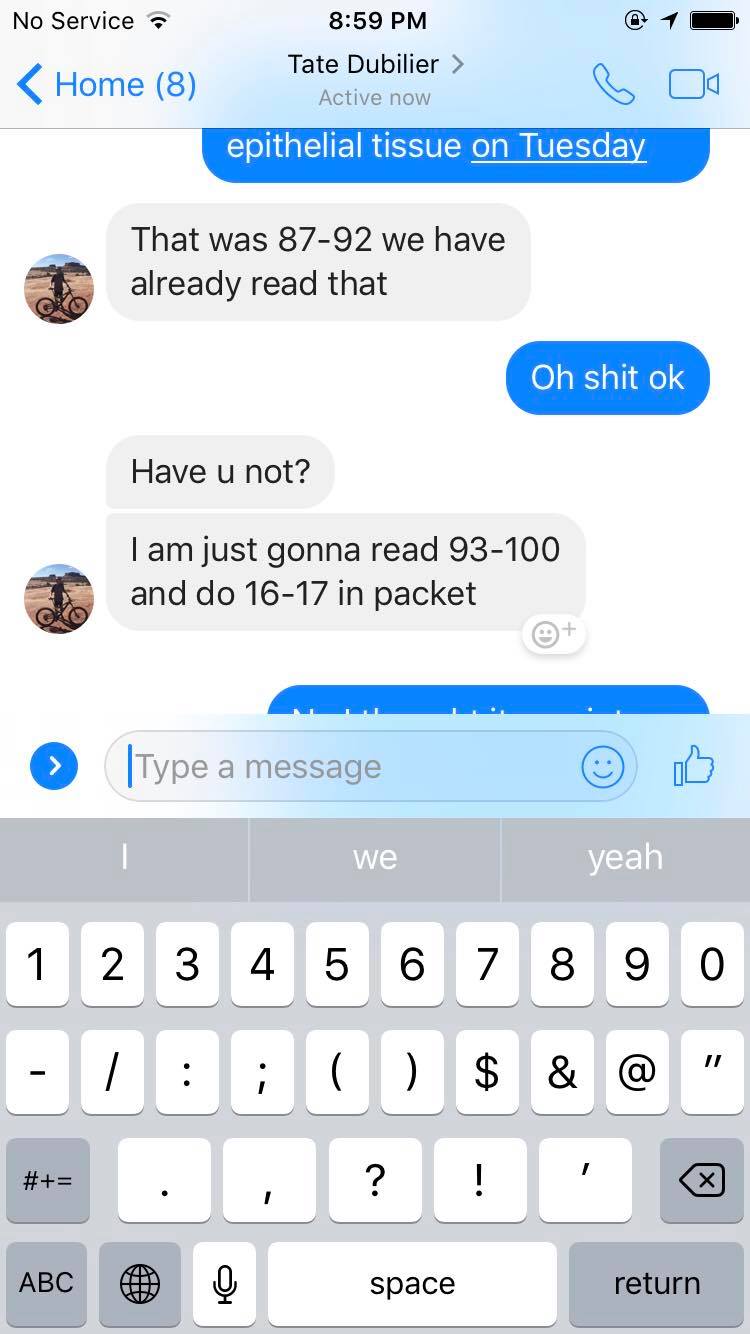 No Service 8:59 PM
Home (8) Tate Dubilier
Active now
epithelial tissue on Tuesday
That was 87-92 we have
already read that
Oh shit ok
Have u not?
I am just gonna read 93-100
and do 16-17 in packet
Type a message
I we yeah
1 2 3 4 5 6 7 8 9 0
- / : ; ( ) $ & @ "
#+= . , ? ! '
ABC space return